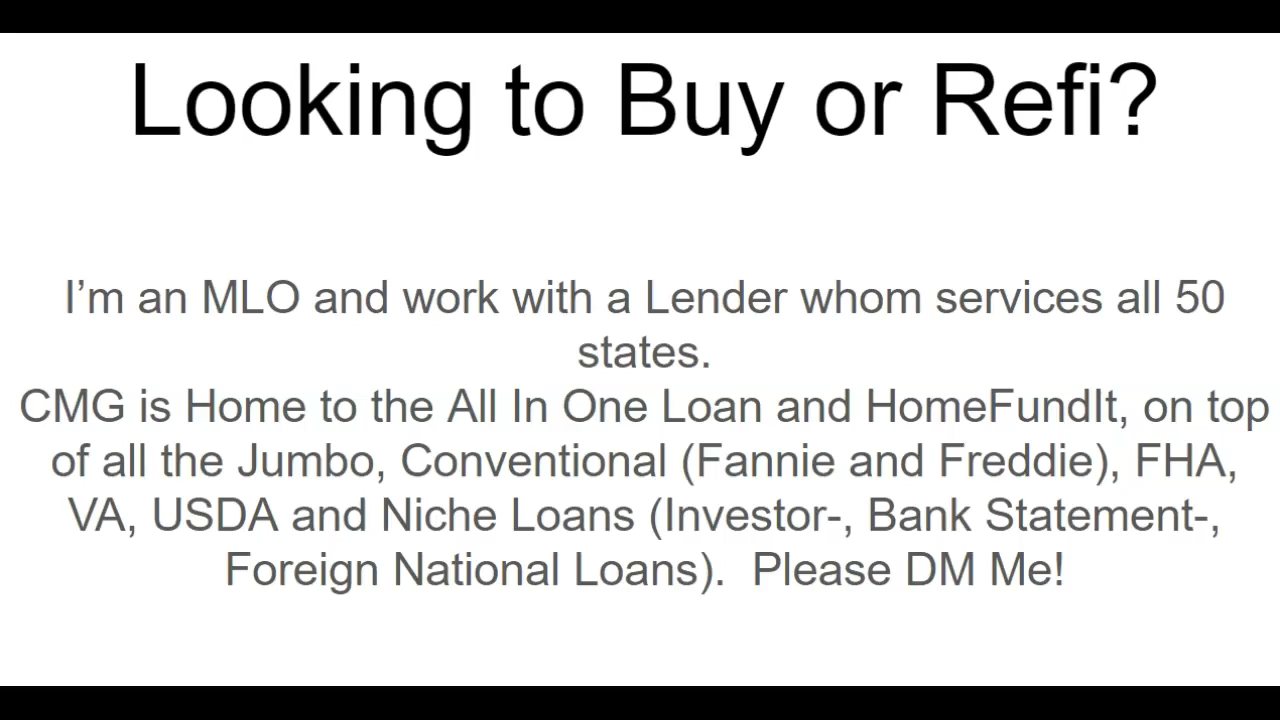 Looking to Buy or Refi?
I’m an MLO and work with a Lender whom services all 50
states.
CMG is Home to the All In One Loan and HomeFundIt, on top
of all the Jumbo, Conventional (Fannie and Freddie), FHA,
VA, USDA and Niche Loans (Investor-, Bank Statement-,
Foreign National Loans).  Please DM Me!